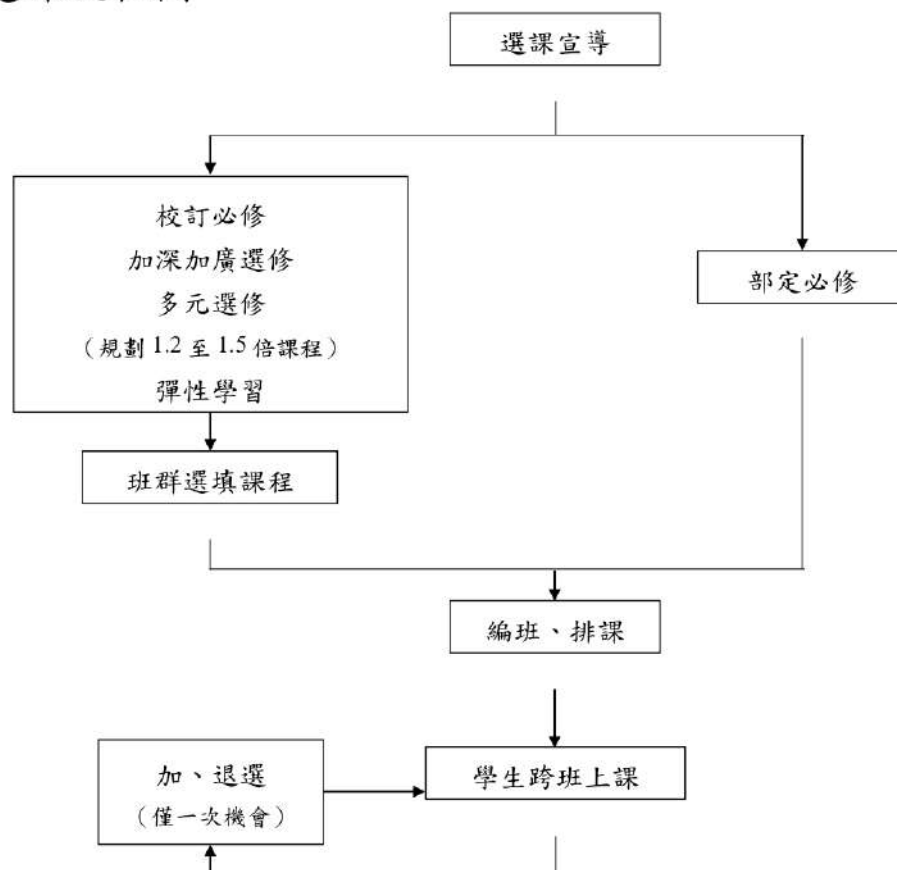 選課宣導
校訂必修
加深加廣選修
多元選修
（規劃 1.2 至 1.5 倍課程）
彈性學習
部定必修
班群選填課程
編班、排課
加、退選
（僅一次機會）
學生跨班上課